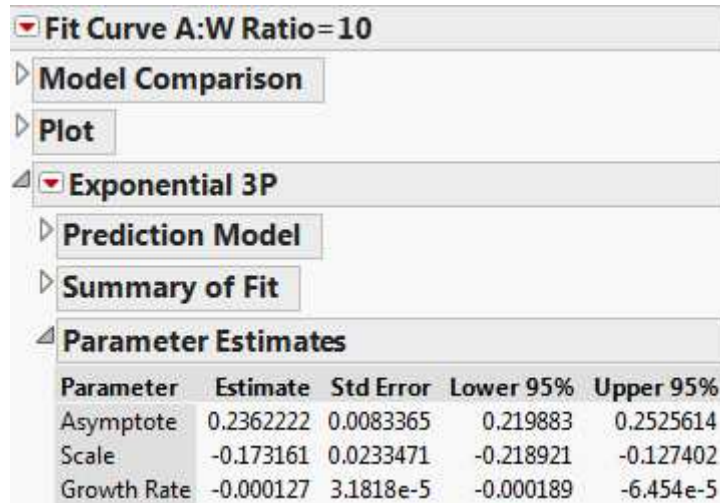 Fit Curve A:W Ratio=10
Model Comparison
Plot
Exponential 3P
Prediction Model
Summary of Fit
Parameter Estimates
Parameter Estimate Std Error Lower 95% Upper 95%
Asymptote 0.2362222 0.0083365 0.219883 0.2525614
Scale -0.173161 0.0233471 -0.218921 -0.127402
Growth Rate -0.000127 3.1818e-5 -0.000189 -6.454e-5